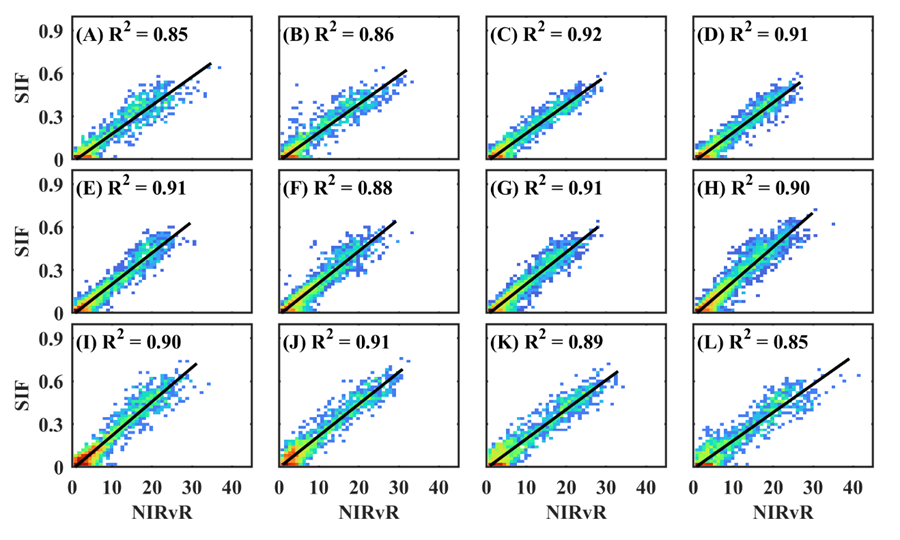 0.9
(A) R² = 0.85
(B) R² = 0.86
(C) R² = 0.92
(D) R² = 0.91
0.6
SIF
0.3
0
(E) R² = 0.91
(F) R² = 0.88
(G) R² = 0.91
(H) R² = 0.90
0.9
0.6
SIF
0.3
0
(I) R² = 0.90
(J) R² = 0.91
(K) R² = 0.89
(L) R² = 0.85
0.9
0.6
SIF
0.3
0
0 10 20 30 40
0 10 20 30 40
0 10 20 30 40
0 10 20 30 40
NIRvR
NIRvR
NIRvR
NIRvR